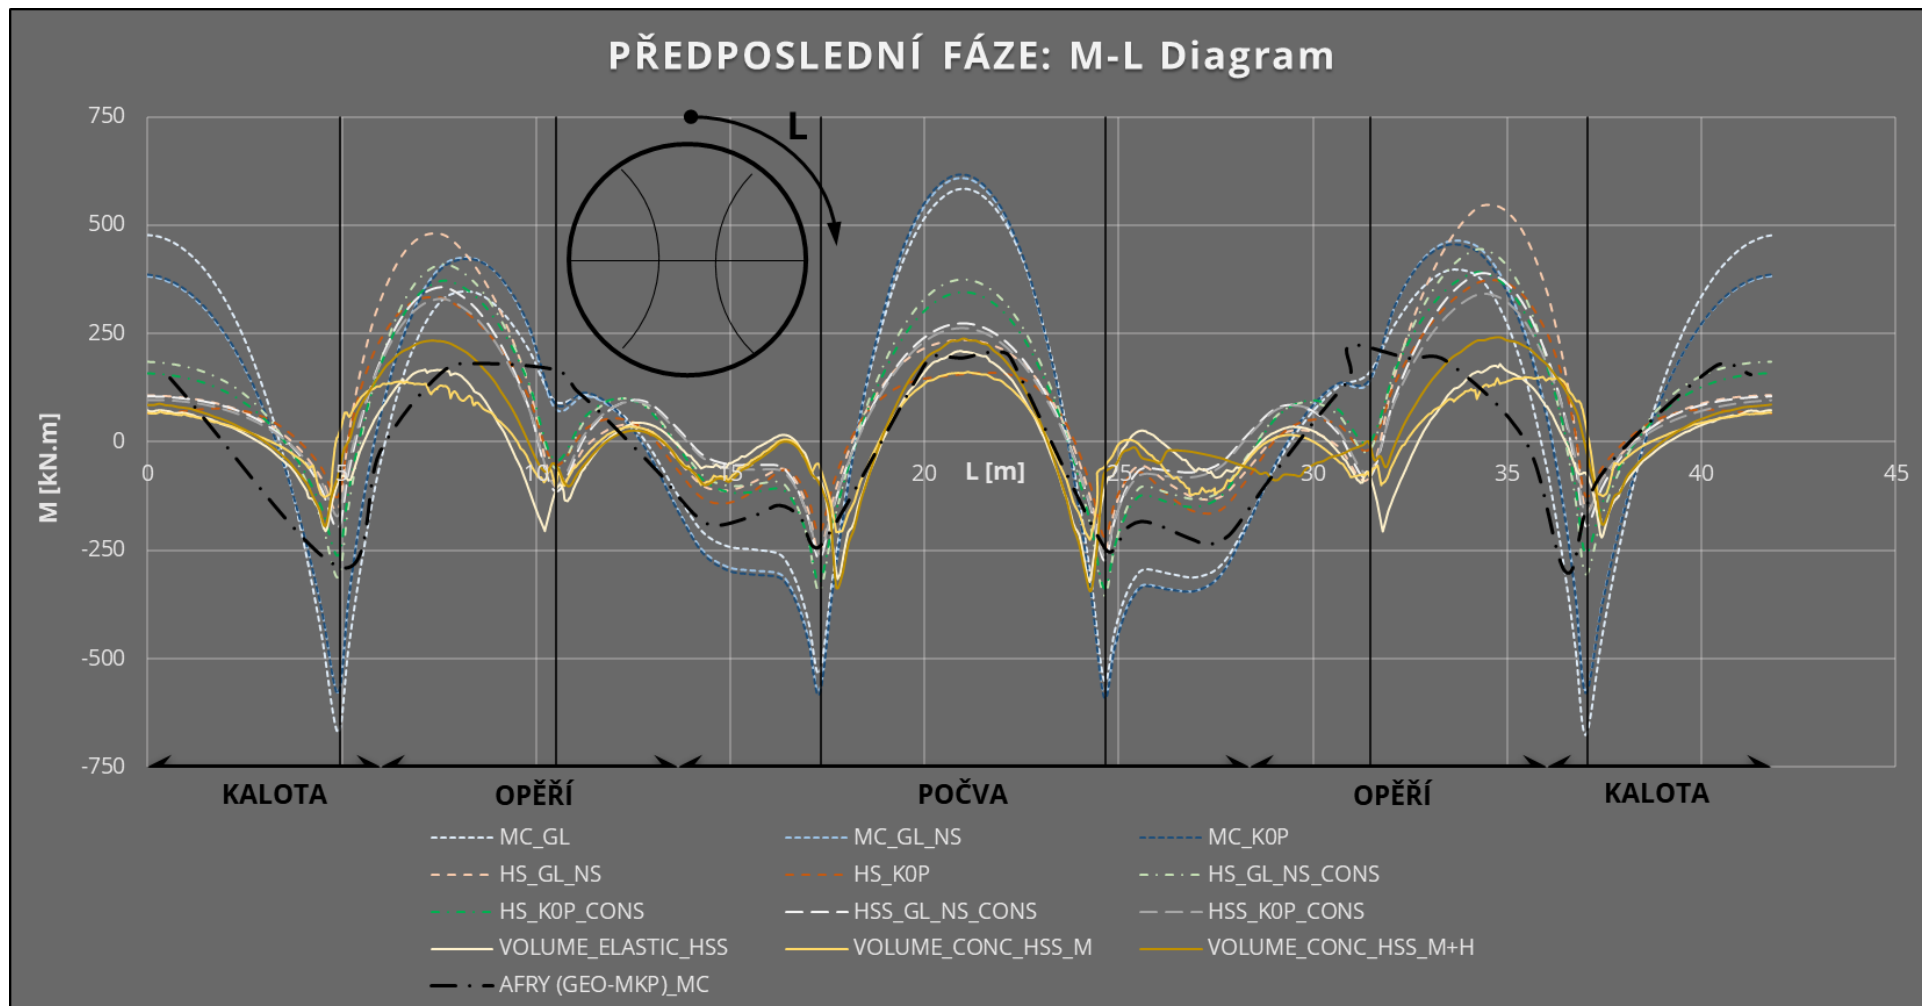 PŘEDPOSLEDNÍ FÁZE: M-L Diagram
750
500
250
0
-250
-500
-750
M [kN.m]
L
0 5 10 15 20 25 30 35 40 45
L [m]
KALOTA OPĚŘÍ POČVA OPĚŘÍ KALOTA
MC_GL MC_GL_NS MC_K0P
HS_GL_NS HS_K0P HS_GL_NS_CONS
HS_K0P_CONS HSS_GL_NS_CONS HSS_K0P_CONS
VOLUME_ELASTIC_HSS VOLUME_CONC_HSS_M VOLUME_CONC_HSS_M+H
AFRY (GEO-MKP)_MC